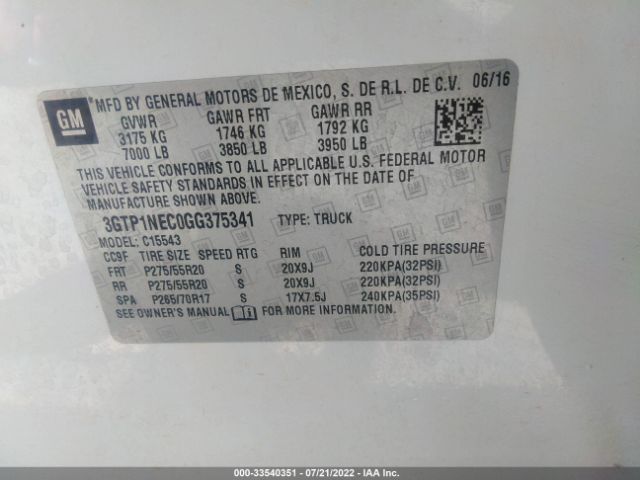 GM
MFD BY GENERAL MOTORS DE MEXICO, S. DE R.L. DE C.V. 06/16
GVWR GAWR FRT GAWR RR
3175 KG 1746 KG 1792 KG
7000 LB 3850 LB 3950 LB
THIS VEHICLE CONFORMS TO ALL APPLICABLE U.S. FEDERAL MOTOR
VEHICLE SAFETY STANDARDS IN EFFECT ON THE DATE OF
MANUFACTURE SHOWN ABOVE.
3GTP1NEC0GG375341 TYPE: TRUCK
MODEL: C15543
CC9F TIRE SIZE SPEED RTG RIM COLD TIRE PRESSURE
FRT P275/55R20 S 20X9J 220KPA(32PSI)
RR P275/55R20 S 20X9J 220KPA(32PSI)
SPA P265/70R17 S 17X7.5J 240KPA(35PSI)
SEE OWNER'S MANUAL FOR MORE INFORMATION.
000-33540351 - 07/21/2022 - IAA Inc.